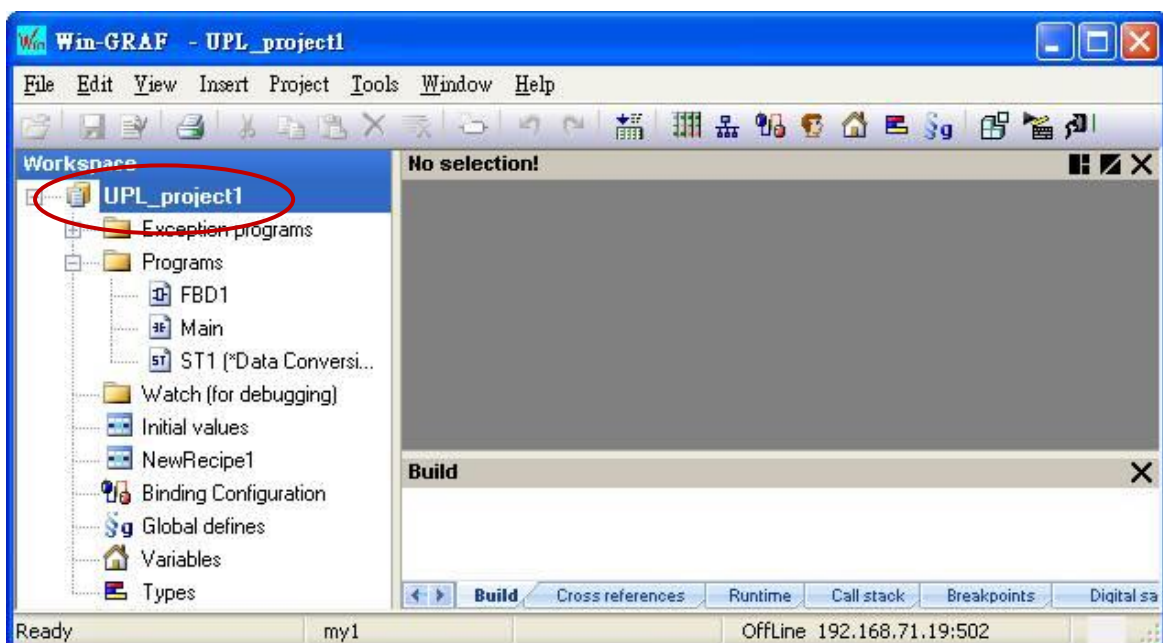 Win-GRAF - UPL_project1
File Edit View Insert Project Tools Window Help
Workspace
No selection!
UPL_project1
Exception programs
Programs
FBD1
Main
ST1 (*Data Conversi...
Watch (for debugging)
Initial values
NewRecipe1
Binding Configuration
Global defines
Variables
Types
Build
Build Cross references Runtime Call stack Breakpoints Digital sa
Ready my1 OffLine 192.168.71.19:502